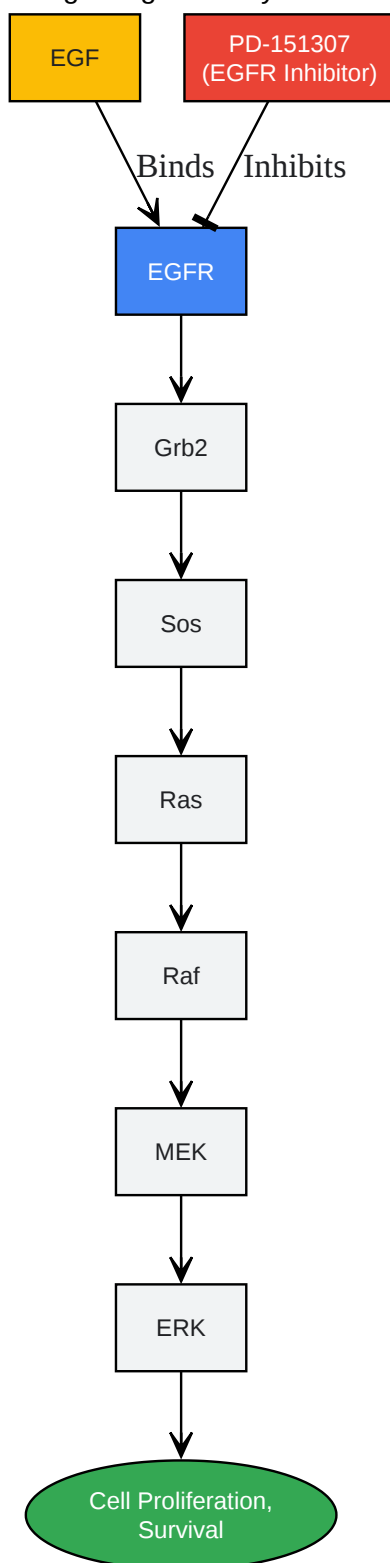 EGF
PD-151307
(EGFR Inhibitor)
Binds
Inhibits
EGFR
Grb2
Sos
Ras
Raf
MEK
ERK
Cell Proliferation,
Survival